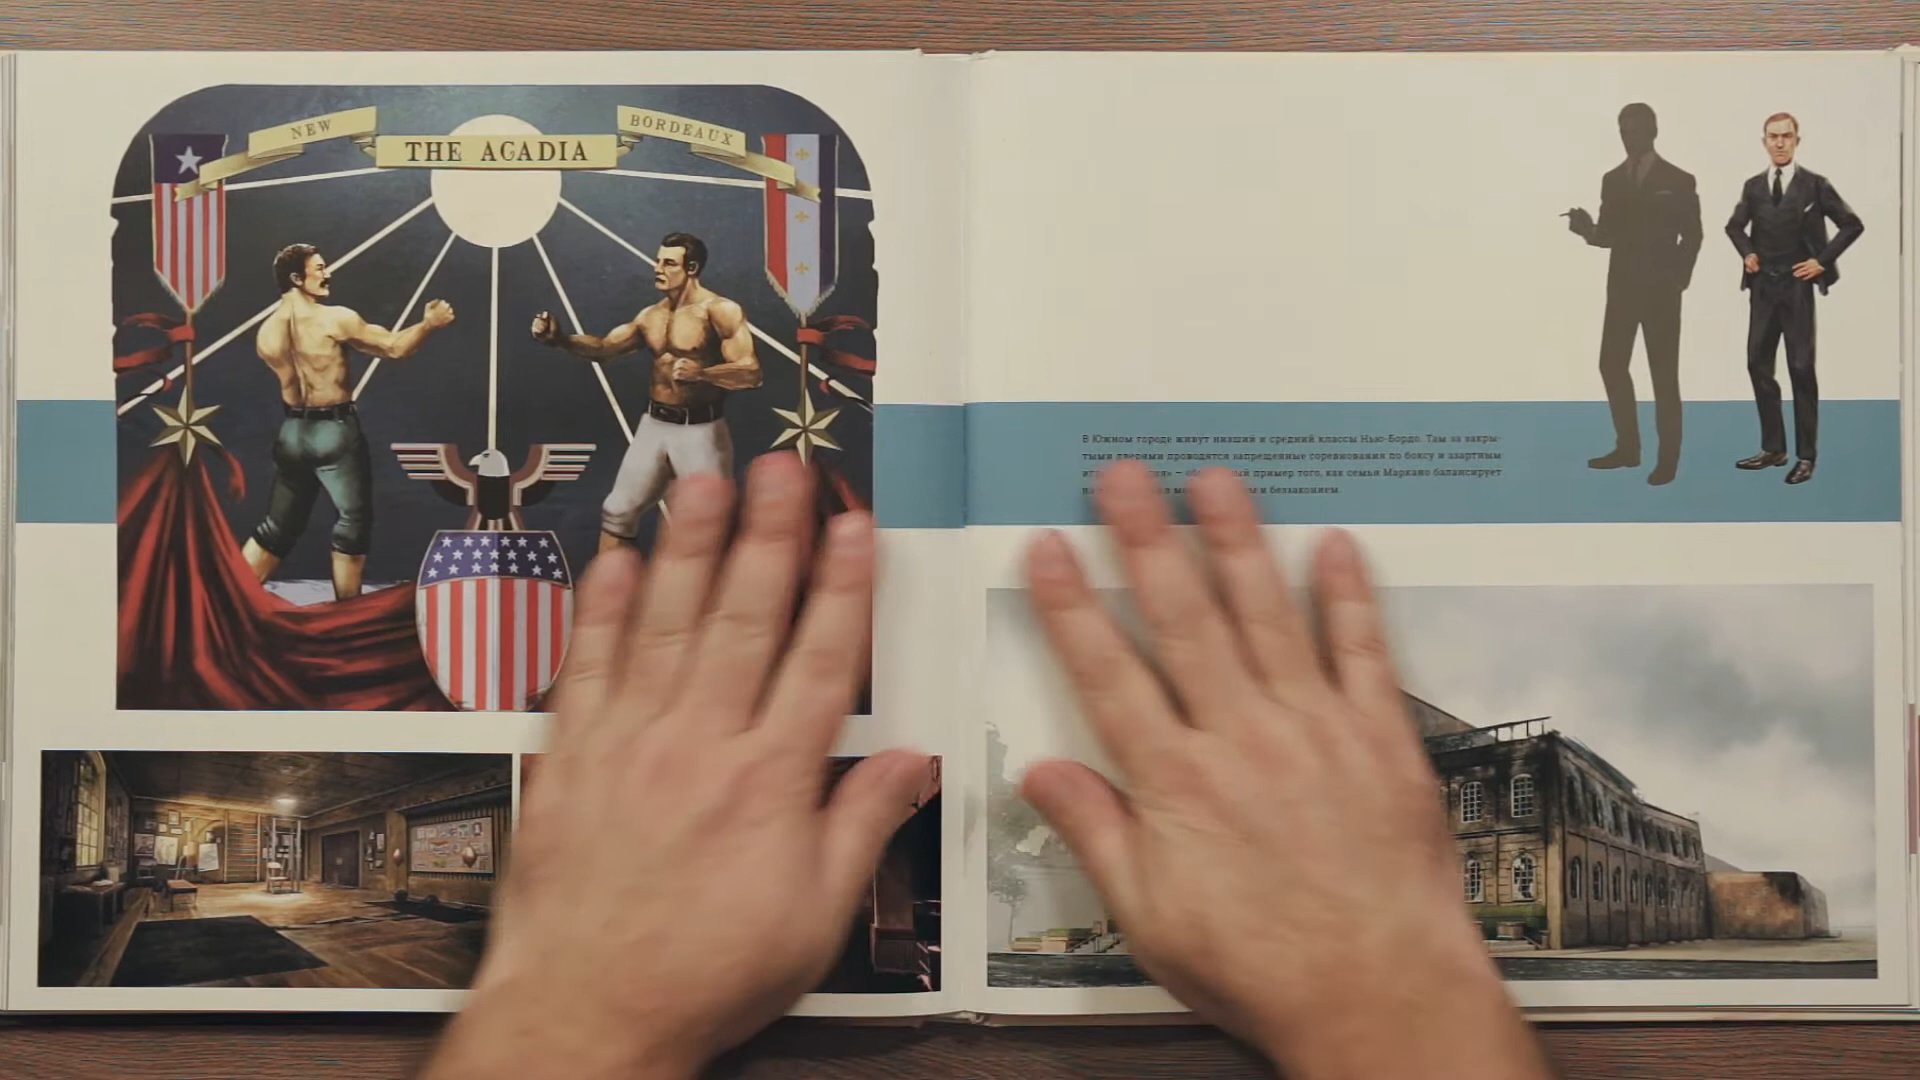 NEW
THE ACADIA
BORDEAUX
В Южном городе живут низший и средний классы Нью-Бордо. Там за закры-
тыми дверями проводятся запрещенные соревнования по боксу и азартным
пример того, как семья Маркано балансирует
и беззаконием.